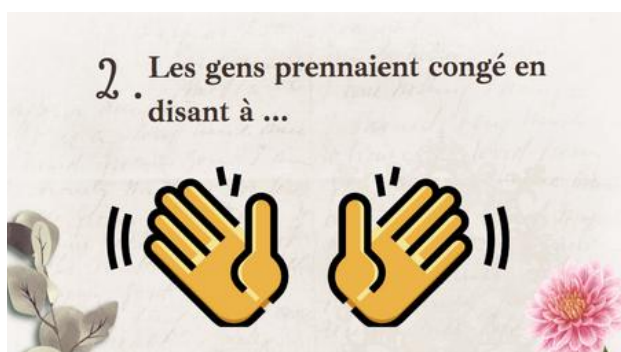 2. Les gens prennaient congé en
disant à ...